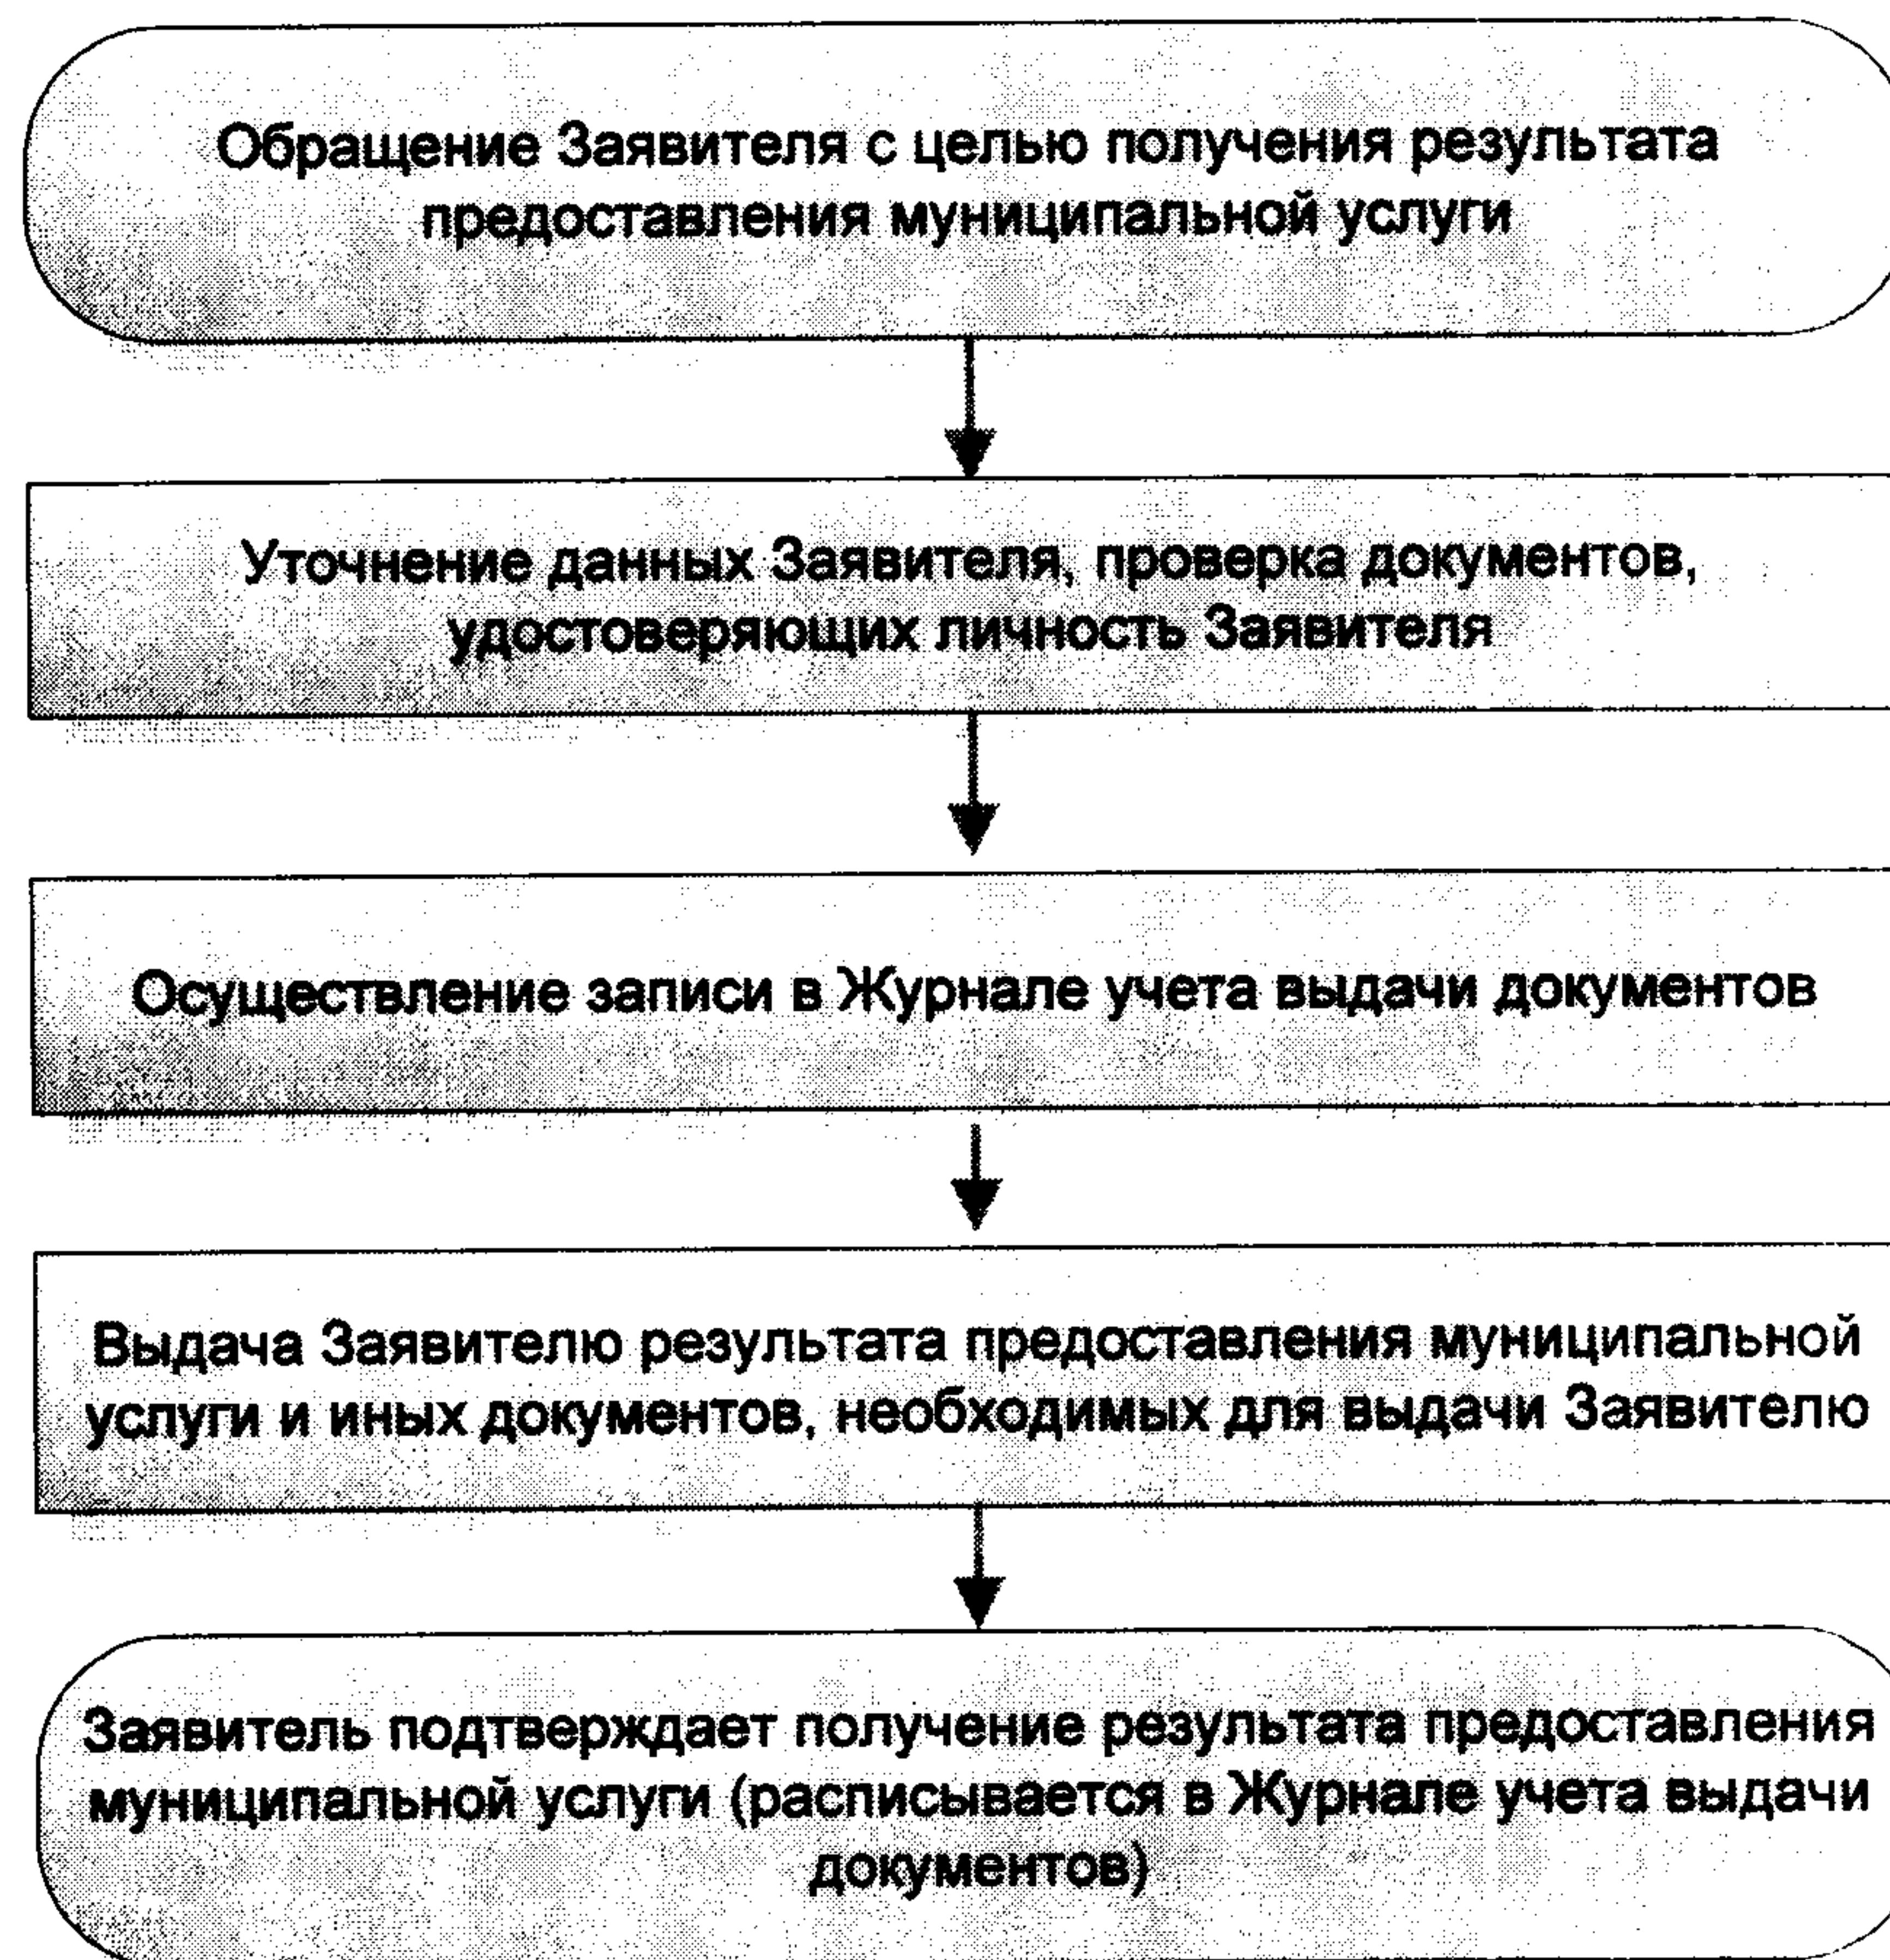 Обращение Заявителя с целью получения результата
предоставления муниципальной услуги
Уточнение данных Заявителя, проверка документов,
удостоверяющих личность Заявителя
Осуществление записи в Журнале учета выдачи документов
Выдача Заявителю результата предоставления муниципальной
услуги и иных документов, необходимых для выдачи Заявителю
Заявитель подтверждает получение результата предоставления
муниципальной услуги (расписывается в Журнале учета выдачи
документов)